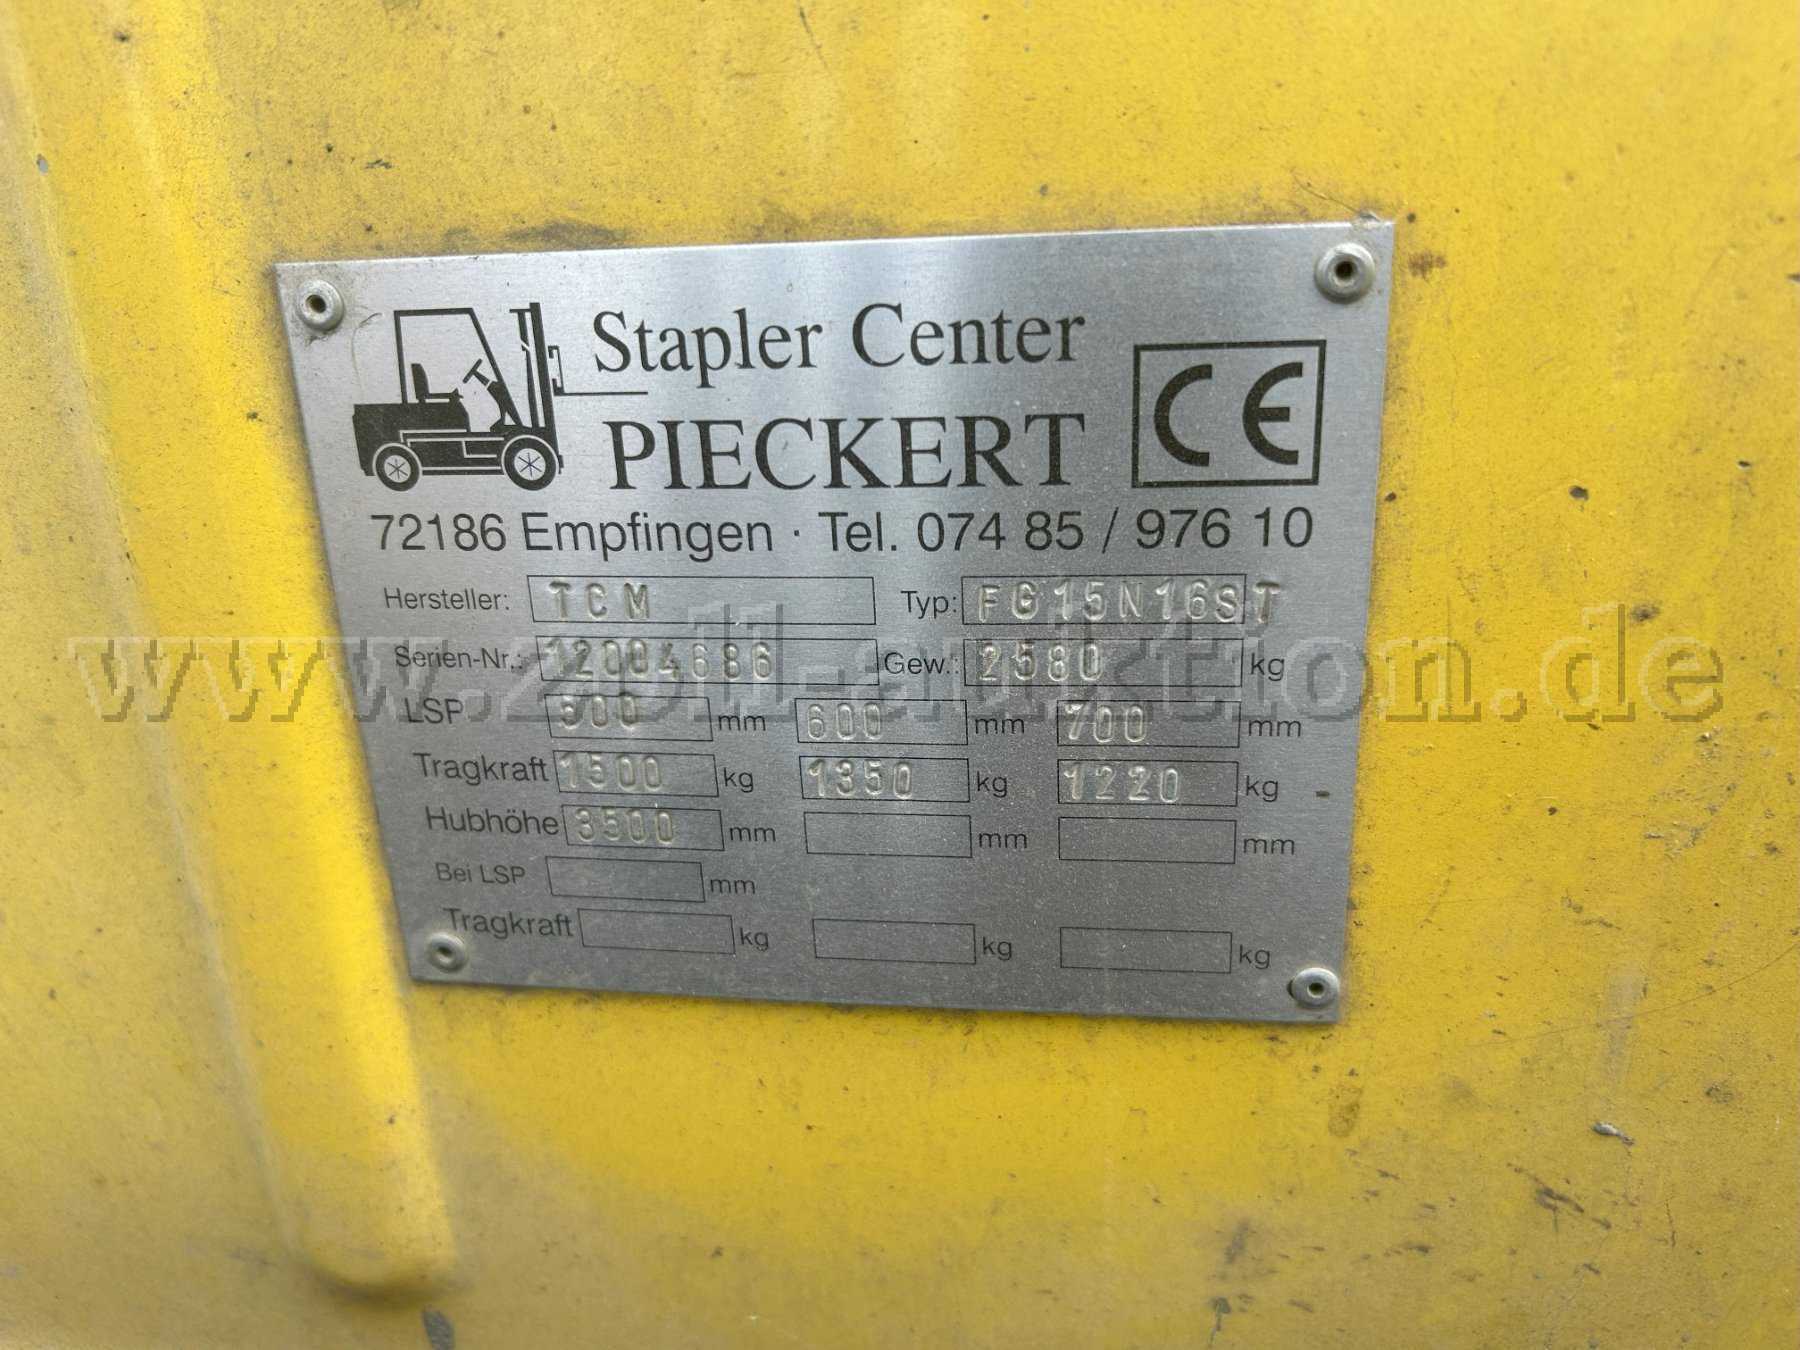 Stapler Center
PIECKERT
CE
72186 Empfingen · Tel. 074 85 / 976 10
Hersteller: TCM Typ: FG15N16ST
Serien-Nr.: 12004686 Gew.: 2580 kg
LSP 500 mm 600 mm 700 mm
Tragkraft 1500 kg 1350 kg 1220 kg
Hubhöhe 3500 mm mm mm
Bei LSP mm
Tragkraft kg kg kg
www.zoll-auktion.de